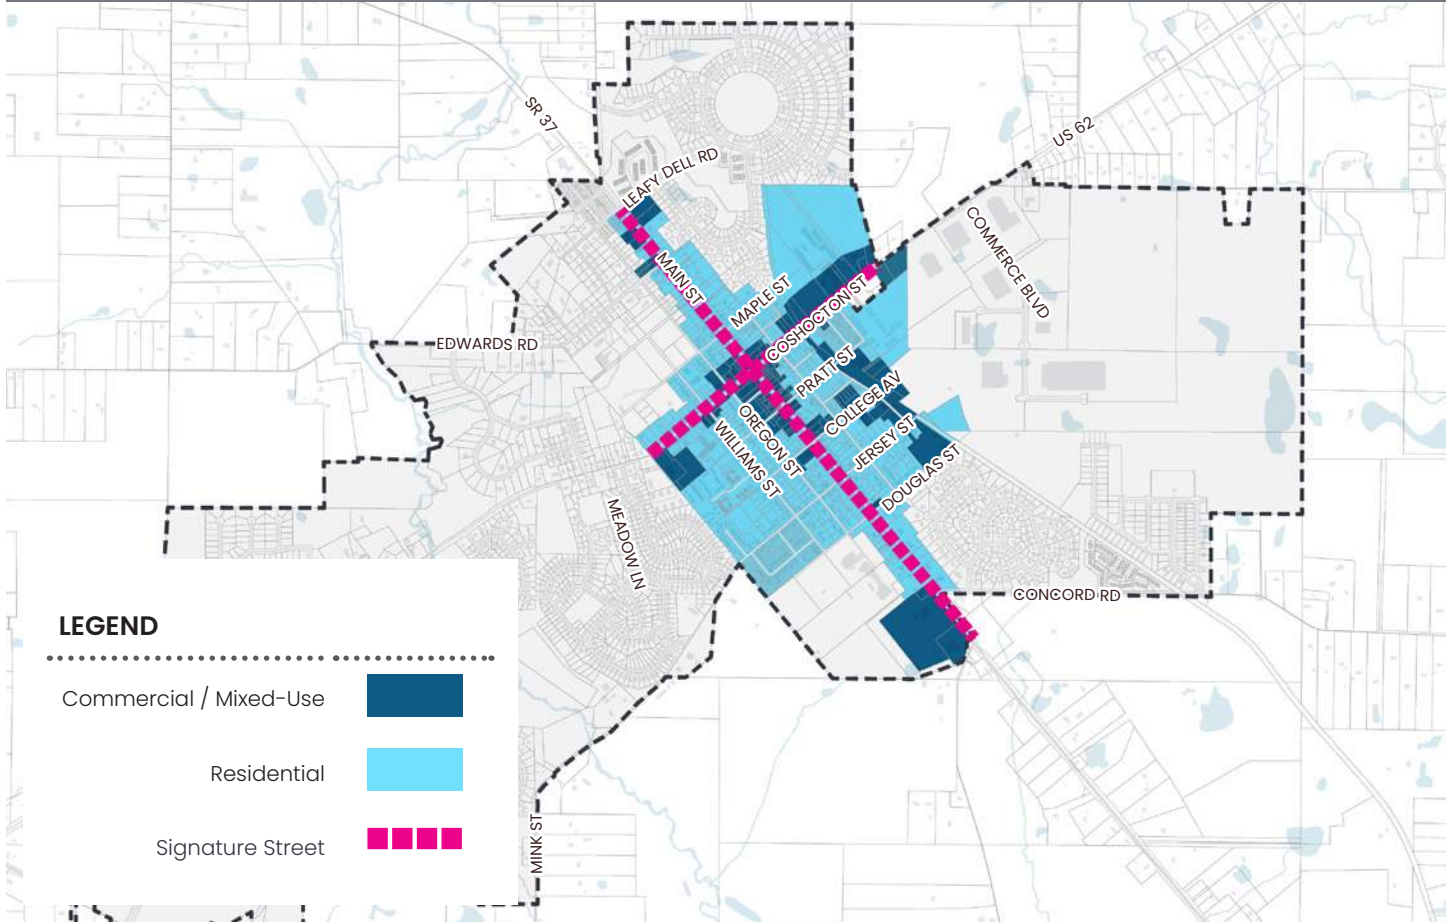 SR 37
US 62
LEAFY DELL RD
COMMERCE BLVD
MAIN ST
MAPLE ST
COSHOCTON ST
EDWARDS RD
PRATT ST
COLLEGE AV
OREGON ST
WILLIAMS ST
JERSEY ST
DOUGLAS ST
MEADOW LN
CONCORD RD
LEGEND
Commercial / Mixed-Use
Residential
Signature Street
MINK ST